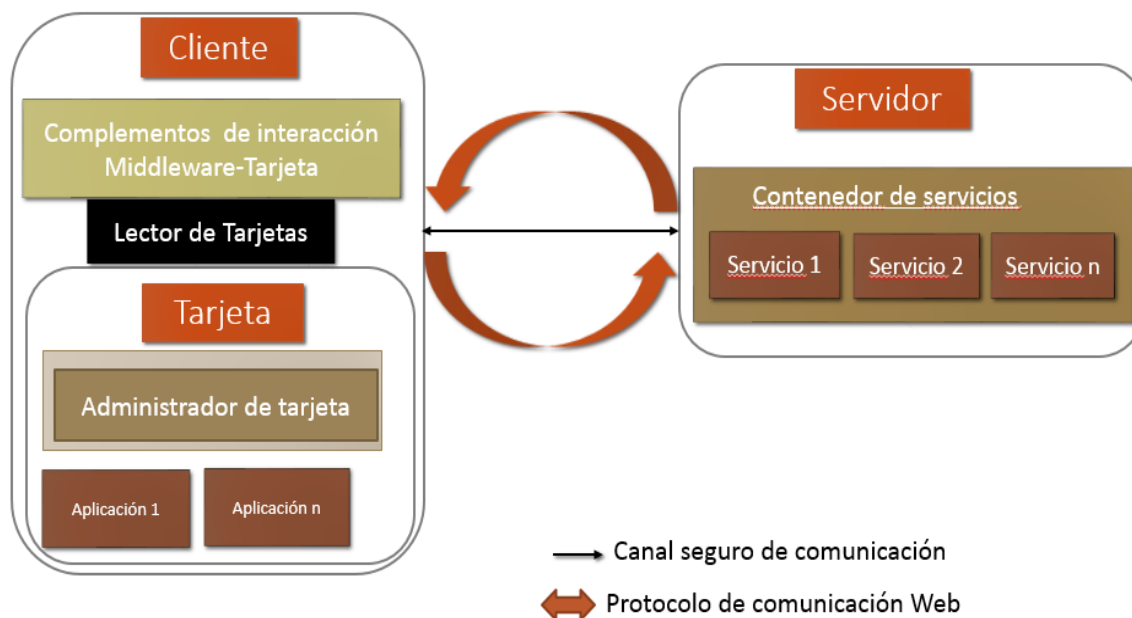 Cliente
Complementos de interacción
Middleware-Tarjeta
Lector de Tarjetas
Tarjeta
Administrador de tarjeta
Aplicación 1
Aplicación n
Servidor
Contenedor de servicios
Servicio 1
Servicio 2
Servicio n
Canal seguro de comunicación
Protocolo de comunicación Web